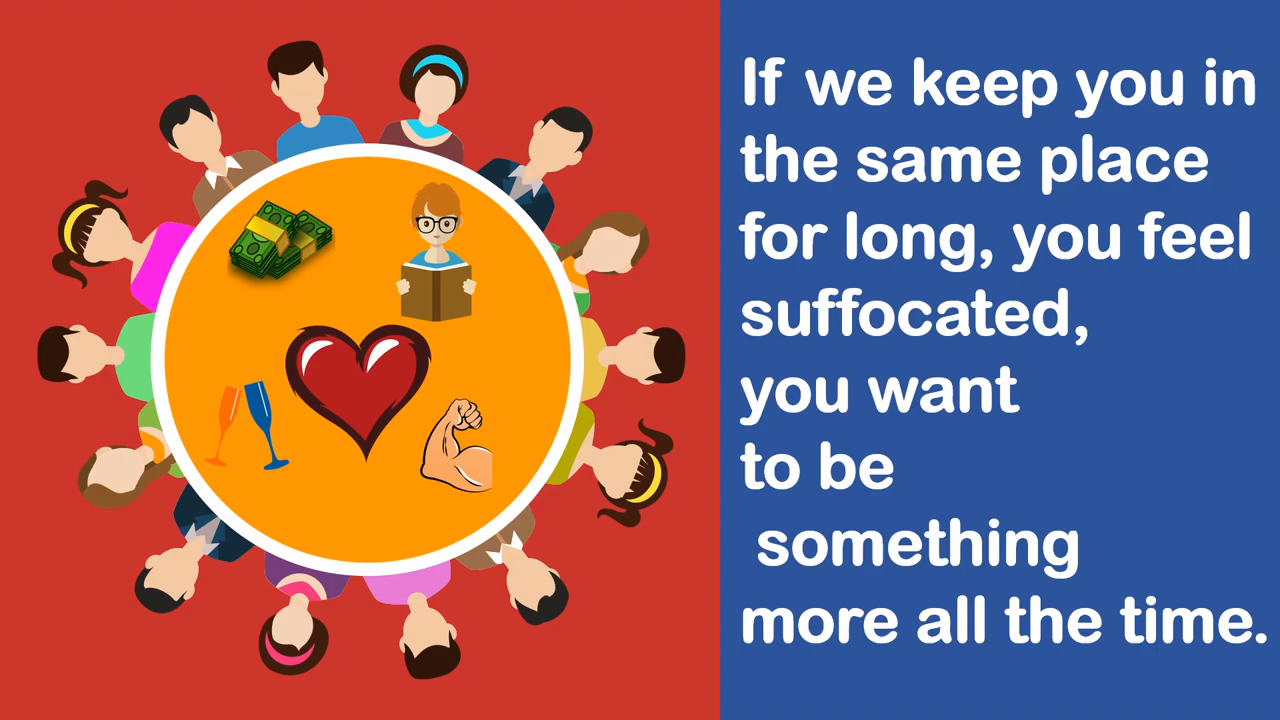 If we keep you in
the same place
for long, you feel
suffocated,
you want
to be
something
more all the time.